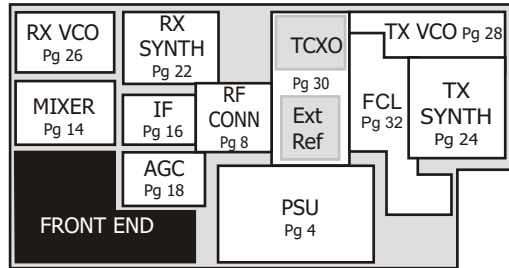 RX VCO
Pg 26
RX
SYNTH
Pg 22
TCXO
Pg 30
Ext
Ref
TX VCO Pg 28
MIXER
Pg 14
IF
Pg 16
RF
CONN
Pg 8
FCL
Pg 32
TX
SYNTH
Pg 24
AGC
Pg 18
FRONT END
PSU
Pg 4